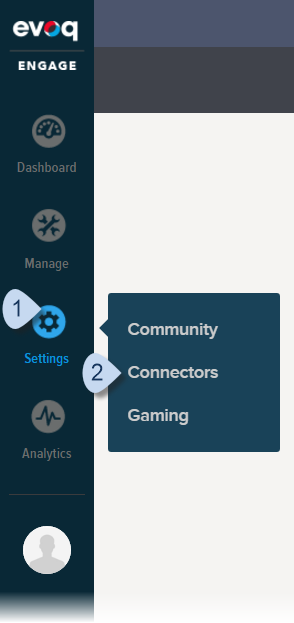 evoq
ENGAGE
Dashboard
Manage
1
Settings
Community
2
Connectors
Gaming
Analytics